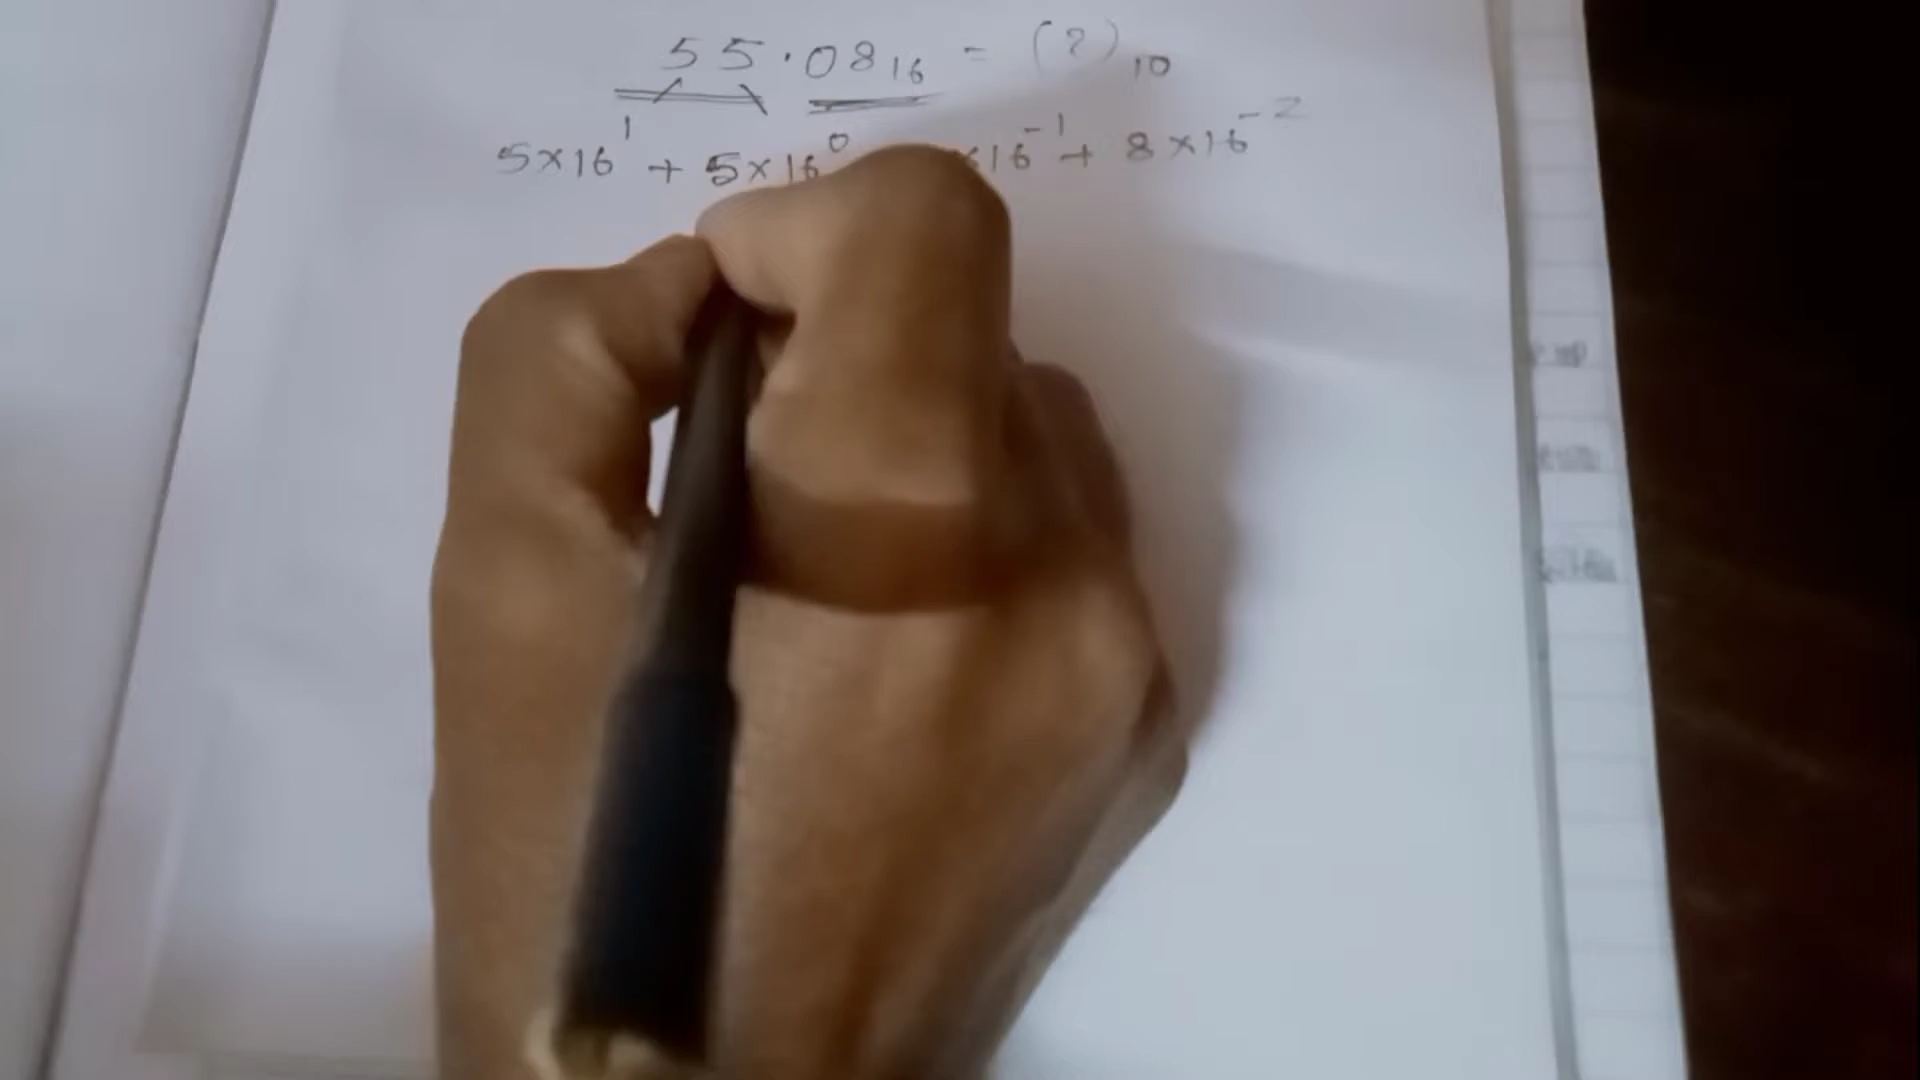 55.08₁₆ = (?)₁₀
5×16¹ + 5×16⁰ ×16⁻¹ + 8×16⁻²